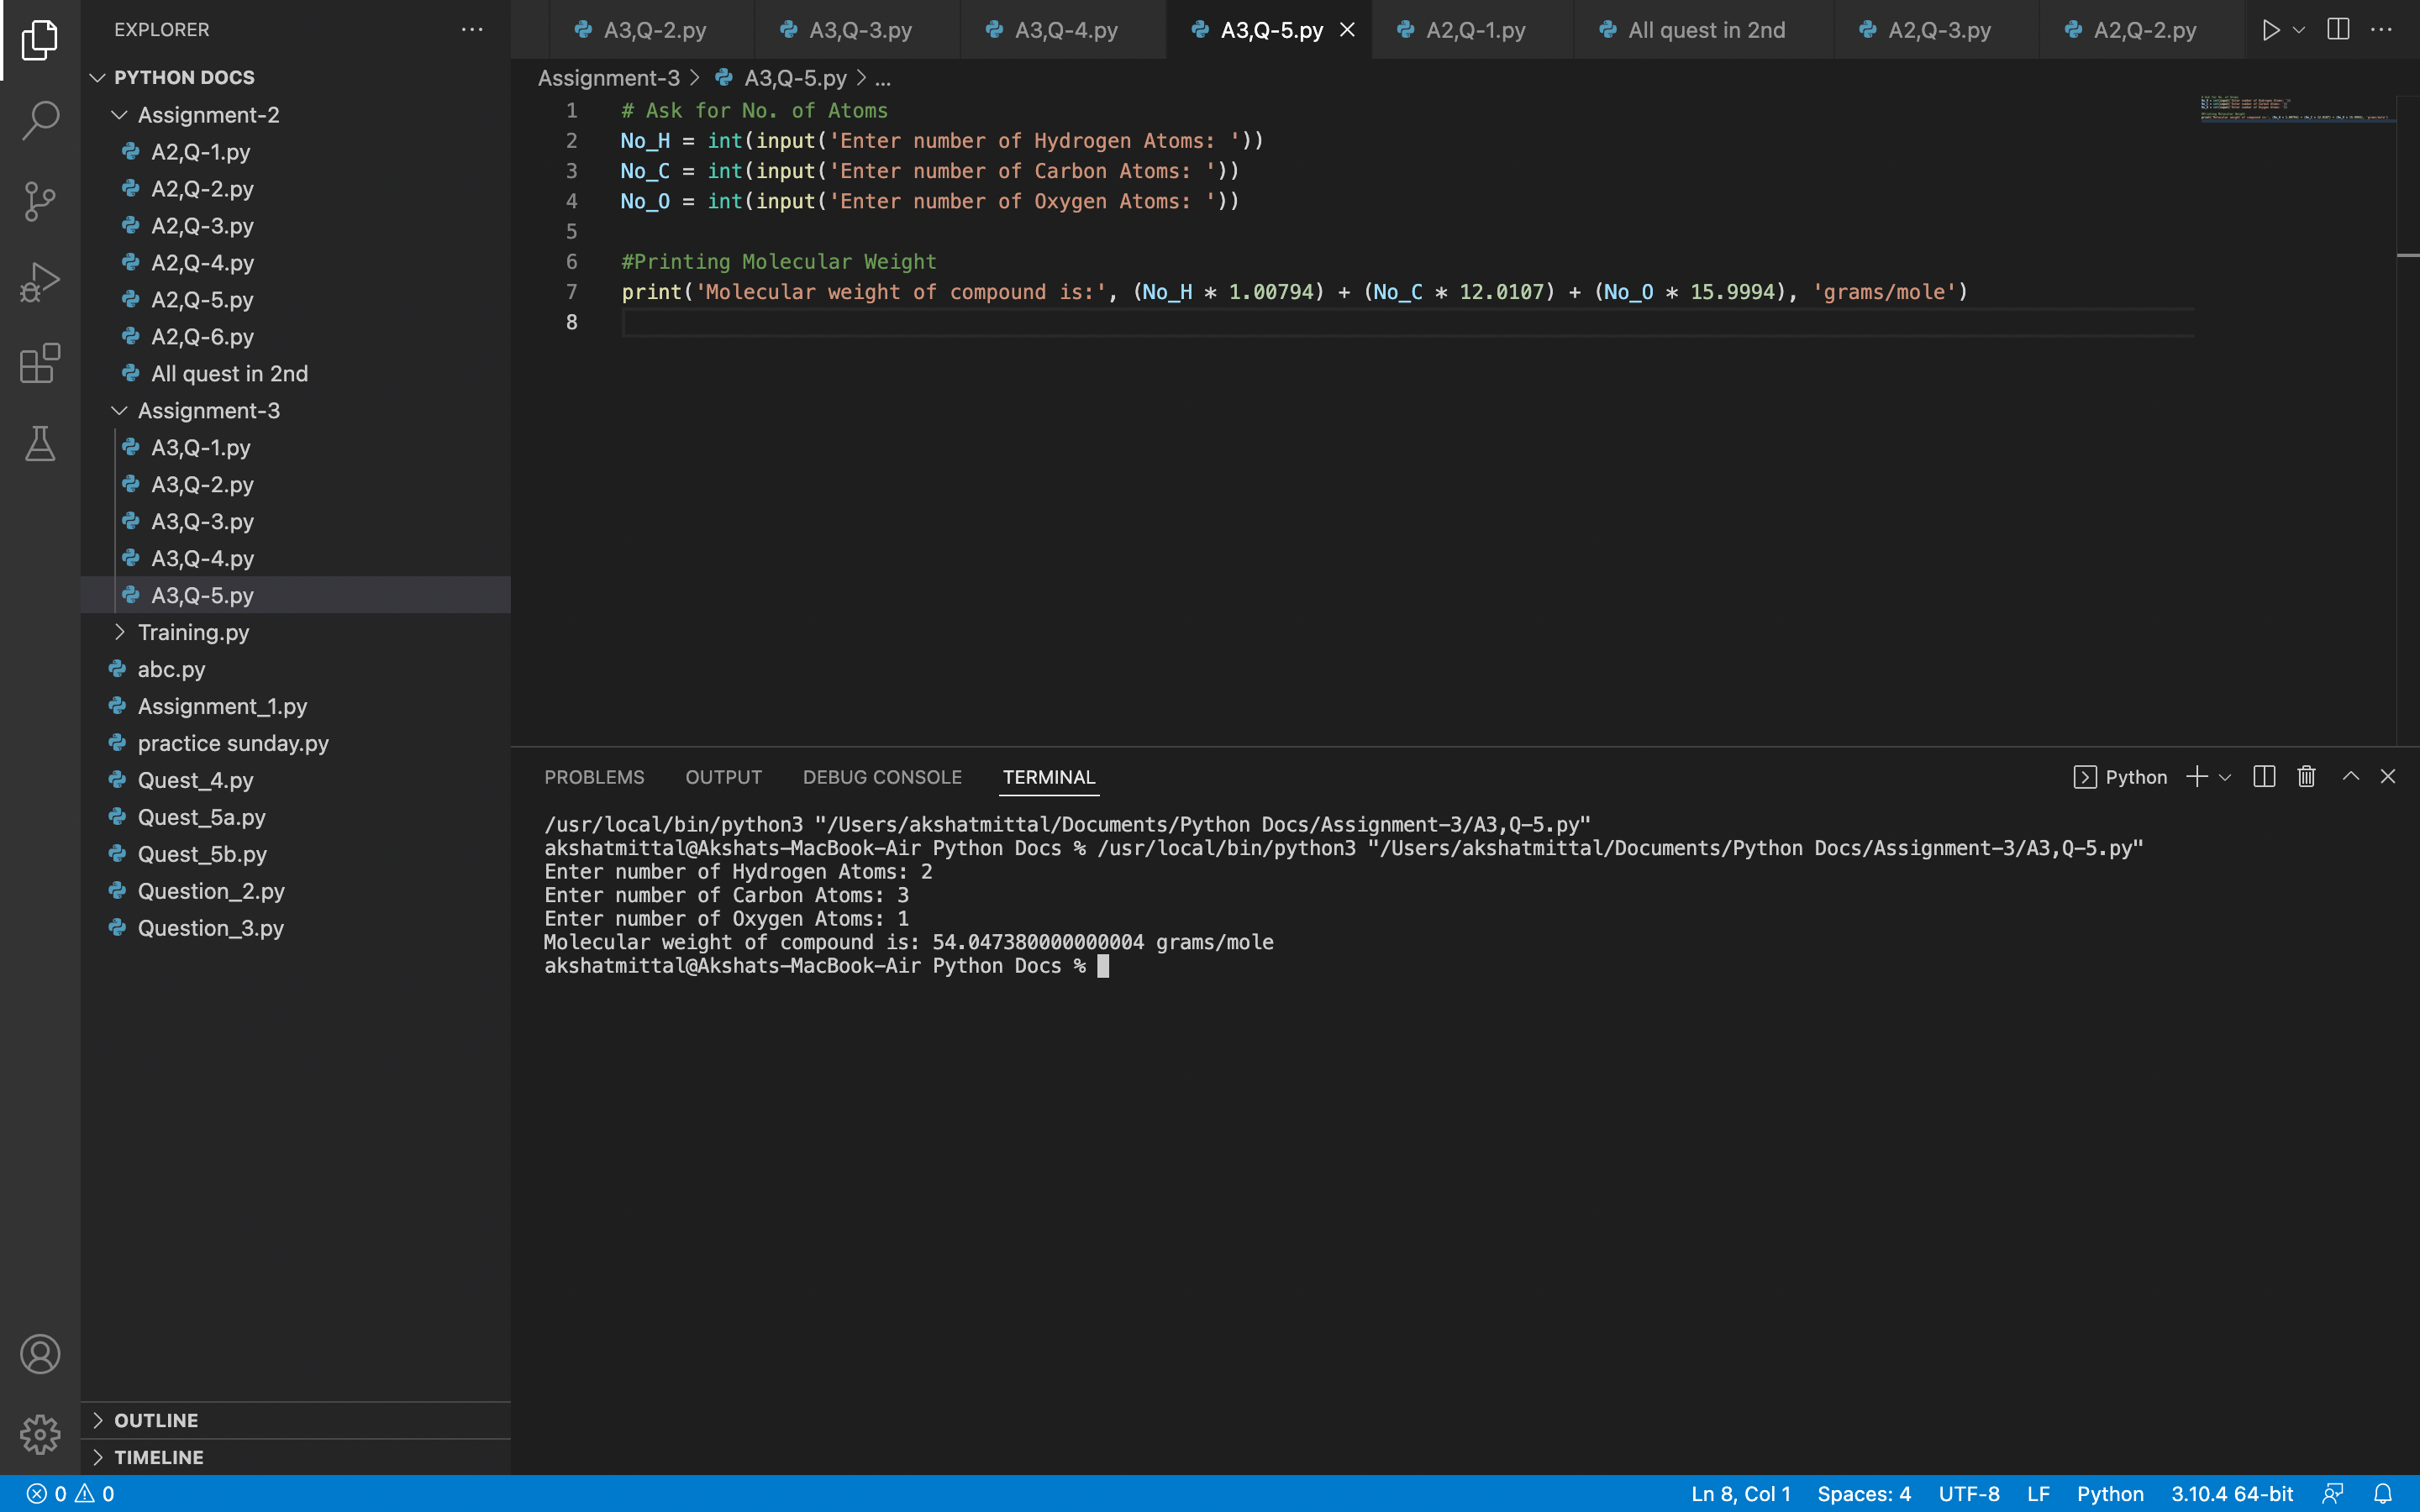 EXPLORER
PYTHON DOCS
Assignment-2
A2,Q-1.py
A2,Q-2.py
A2,Q-3.py
A2,Q-4.py
A2,Q-5.py
A2,Q-6.py
All quest in 2nd
Assignment-3
A3,Q-1.py
A3,Q-2.py
A3,Q-3.py
A3,Q-4.py
A3,Q-5.py
Training.py
abc.py
Assignment_1.py
practice sunday.py
Quest_4.py
Quest_5a.py
Quest_5b.py
Question_2.py
Question_3.py
OUTLINE
TIMELINE
A3,Q-2.py A3,Q-3.py A3,Q-4.py A3,Q-5.py A2,Q-1.py All quest in 2nd A2,Q-3.py A2,Q-2.py
Assignment-3 > A3,Q-5.py > ...
1 # Ask for No. of Atoms
2 No_H = int(input('Enter number of Hydrogen Atoms: '))
3 No_C = int(input('Enter number of Carbon Atoms: '))
4 No_O = int(input('Enter number of Oxygen Atoms: '))
5
6 #Printing Molecular Weight
7 print('Molecular weight of compound is:', (No_H * 1.00794) + (No_C * 12.0107) + (No_O * 15.9994), 'grams/mole')
8
PROBLEMS OUTPUT DEBUG CONSOLE TERMINAL Python
/usr/local/bin/python3 "/Users/akshatmittal/Documents/Python Docs/Assignment-3/A3,Q-5.py"
akshatmittal@Akshats-MacBook-Air Python Docs % /usr/local/bin/python3 "/Users/akshatmittal/Documents/Python Docs/Assignment-3/A3,Q-5.py"
Enter number of Hydrogen Atoms: 2
Enter number of Carbon Atoms: 3
Enter number of Oxygen Atoms: 1
Molecular weight of compound is: 54.047380000000004 grams/mole
akshatmittal@Akshats-MacBook-Air Python Docs %
0 0 Ln 8, Col 1 Spaces: 4 UTF-8 LF Python 3.10.4 64-bit